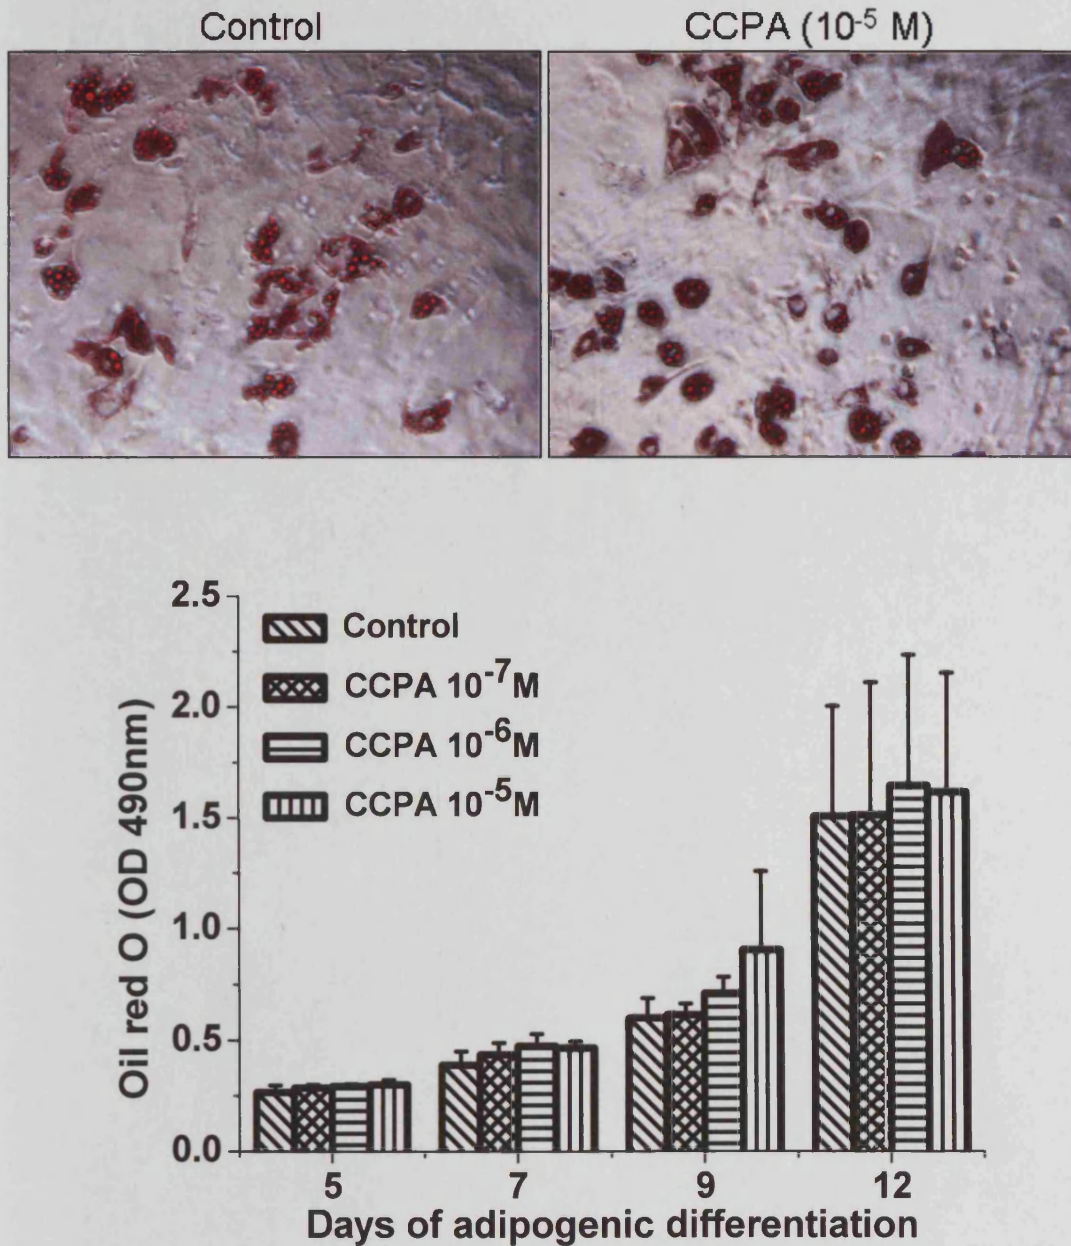 Control
CCPA (10⁻⁵ M)
2.5
2.0
1.5
1.0
0.5
0.0
Oil red O (OD 490nm)
Control
CCPA 10⁻⁷M
CCPA 10⁻⁶M
CCPA 10⁻⁵M
5 7 9 12
Days of adipogenic differentiation